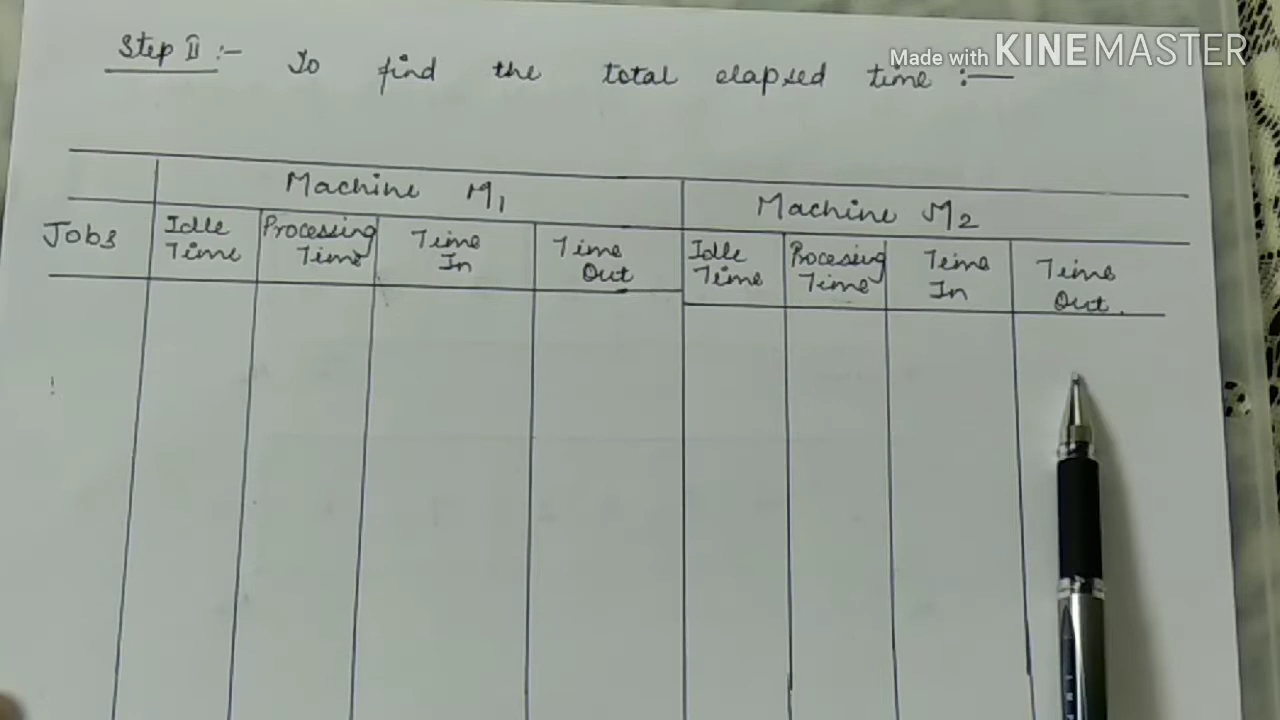 Made with KINEMASTER
Step II :- To find the total elapsed time :-
Machine M1 Machine M2
Jobs Idle Time Processing Time Time In Time Out Idle Time Processing Time Time In Time Out.